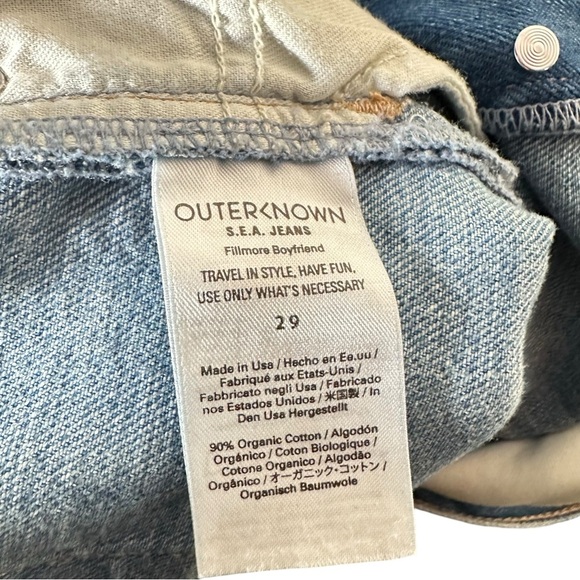 OUTERKNOWN
S.E.A. JEANS
Fillmore Boyfriend
TRAVEL IN STYLE, HAVE FUN,
USE ONLY WHAT'S NECESSARY
29
Made in Usa / Hecho en Ee.uu /
Fabriqué aux Etats-Unis /
Fabbricato negli Usa / Fabricado
nos Estados Unidos / 米国製 / In
Den Usa Hergestellt
90% Organic Cotton / Algodón
Orgánico / Coton Biologique /
Cotone Organico / Algodão
Orgânico / オーガニック・コットン /
Organisch Baumwole